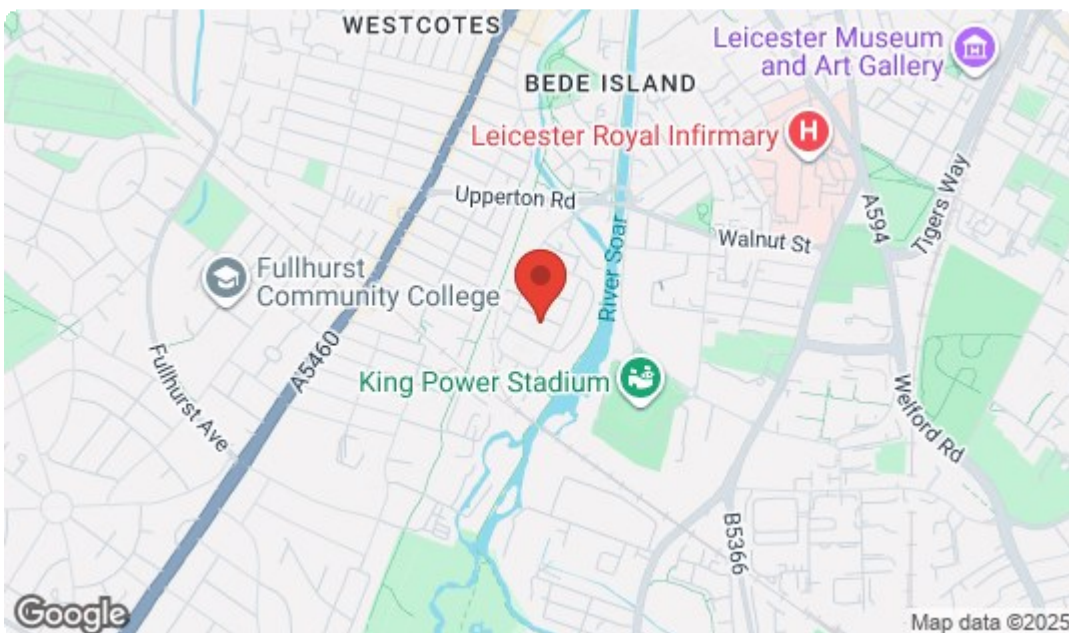 WESTCOTES
Leicester Museum
and Art Gallery
BEDE ISLAND
Leicester Royal Infirmary
H
Tigers Way
A594
Upperton Rd
Walnut St
River Soar
Fullhurst
Community College
A5460
King Power Stadium
Fullhurst Ave
Welford Rd
B5366
Google
Map data ©2025